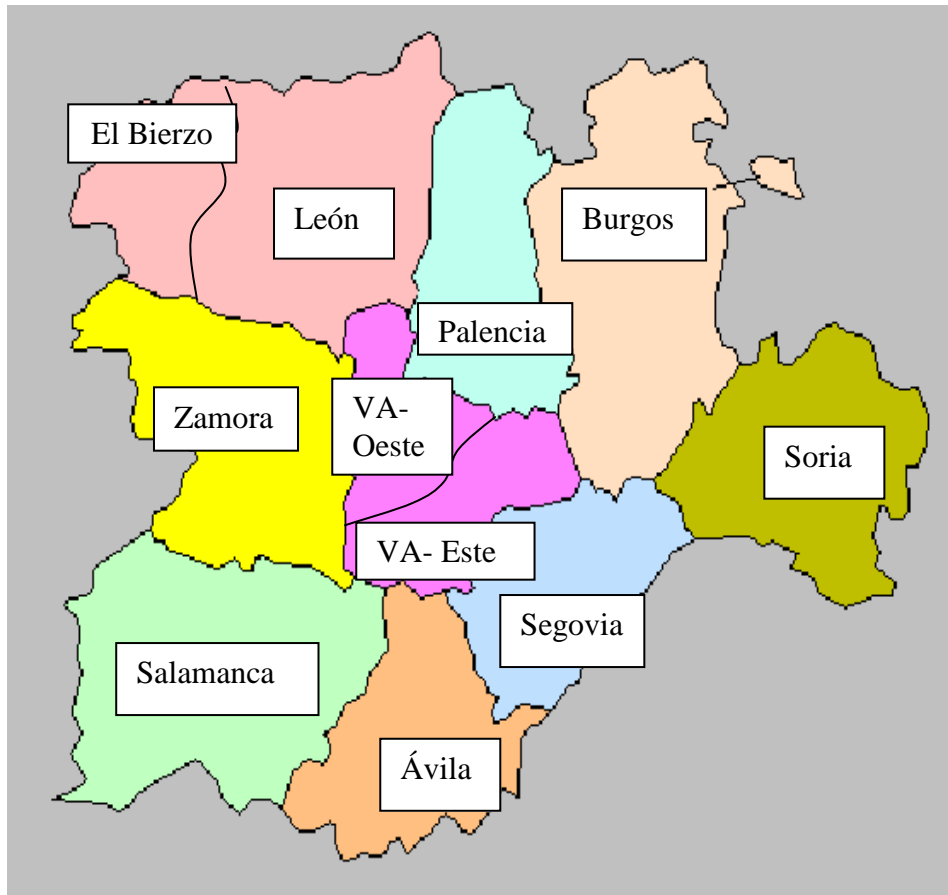 El Bierzo
León
Burgos
Palencia
Zamora
VA-
Oeste
Soria
VA- Este
Segovia
Salamanca
Ávila